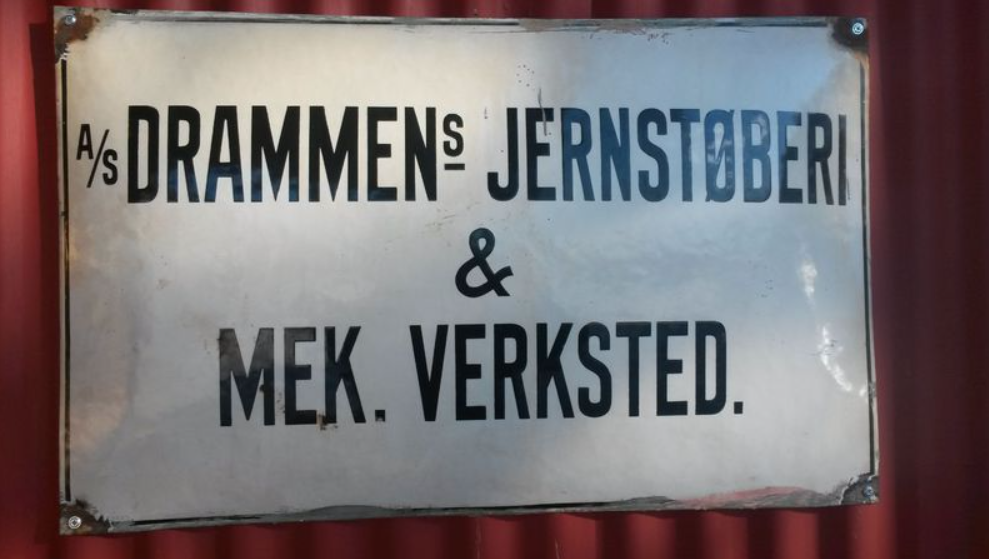 A/S DRAMMENS JERNSTØBERI
&
MEK. VERKSTED.